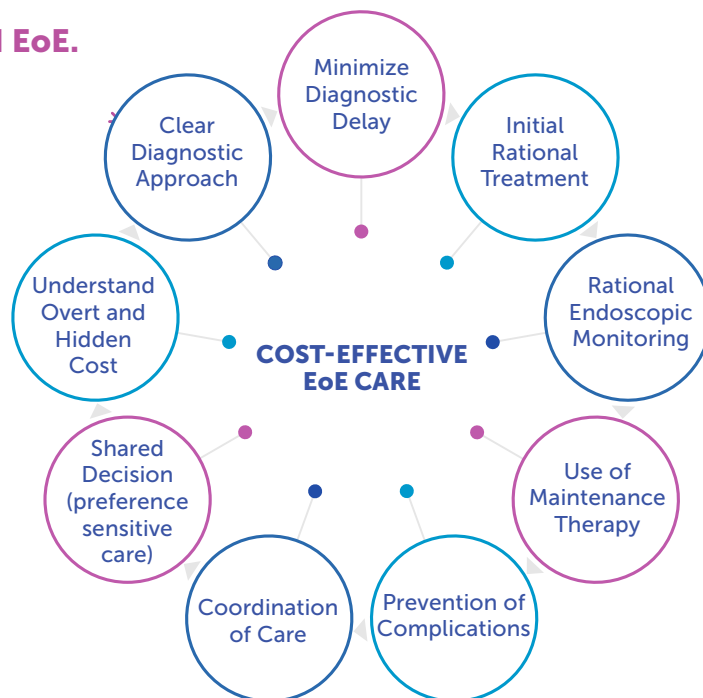 EoE.
Minimize
Diagnostic
Delay
Initial
Rational
Treatment
Rational
Endoscopic
Monitoring
Use of
Maintenance
Therapy
Prevention of
Complications
Coordination
of Care
Shared
Decision
(preference
sensitive
care)
Understand
Overt and
Hidden
Cost
Clear
Diagnostic
Approach
COST-EFFECTIVE
EoE CARE